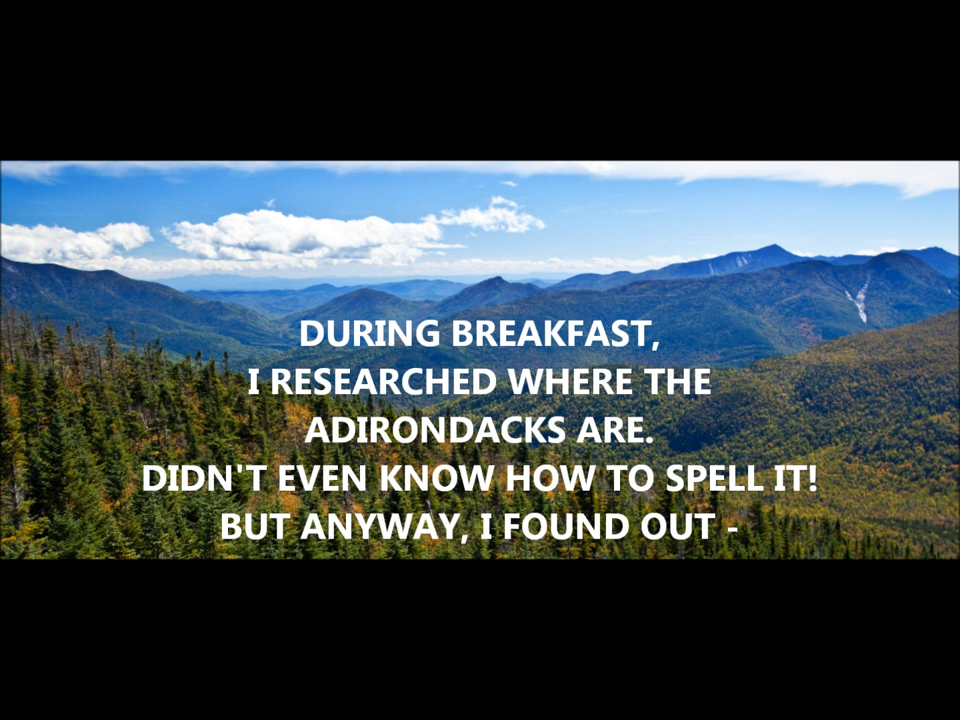 DURING BREAKFAST,
I RESEARCHED WHERE THE
ADIRONDACKS ARE.
DIDN'T EVEN KNOW HOW TO SPELL IT!
BUT ANYWAY, I FOUND OUT -